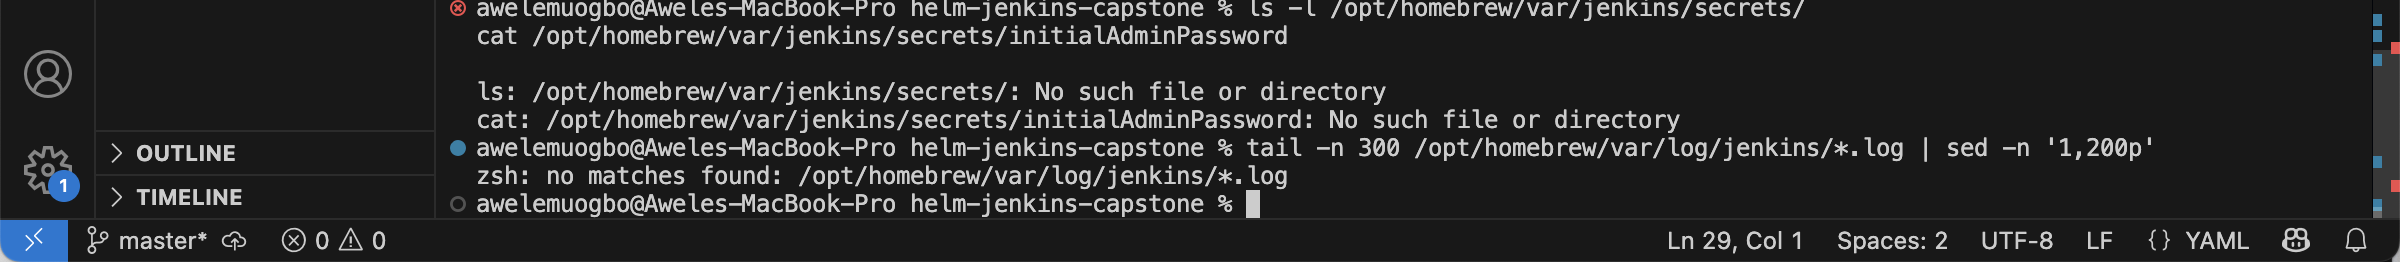 awelemuogbo@Aweles-MacBook-Pro helm-jenkins-capstone % ls -l /opt/homebrew/var/jenkins/secrets/
cat /opt/homebrew/var/jenkins/secrets/initialAdminPassword
ls: /opt/homebrew/var/jenkins/secrets/: No such file or directory
cat: /opt/homebrew/var/jenkins/secrets/initialAdminPassword: No such file or directory
awelemuogbo@Aweles-MacBook-Pro helm-jenkins-capstone % tail -n 300 /opt/homebrew/var/log/jenkins/*.log | sed -n '1,200p'
zsh: no matches found: /opt/homebrew/var/log/jenkins/*.log
awelemuogbo@Aweles-MacBook-Pro helm-jenkins-capstone %
OUTLINE
1
TIMELINE
master* 0 0 Ln 29, Col 1 Spaces: 2 UTF-8 LF {} YAML